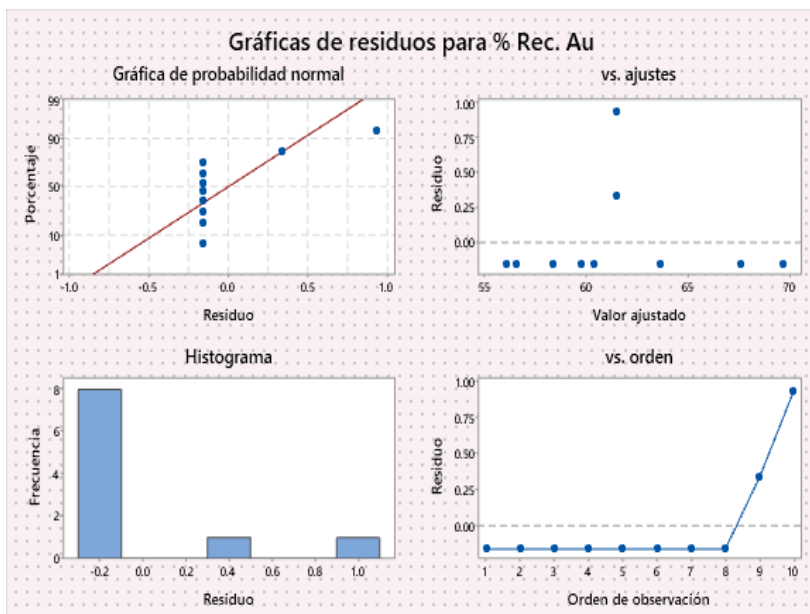 Gráficas de residuos para % Rec. Au
Gráfica de probabilidad normal
Porcentaje
99
90
50
10
1
-1.0 -0.5 0.0 0.5 1.0
Residuo
vs. ajustes
Residuo
1.00
0.75
0.50
0.25
0.00
55 60 65 70
Valor ajustado
Histograma
Frecuencia
8
6
4
2
0
-0.2 0.0 0.2 0.4 0.6 0.8 1.0
Residuo
vs. orden
Residuo
1.00
0.75
0.50
0.25
0.00
1 2 3 4 5 6 7 8 9 10
Orden de observación